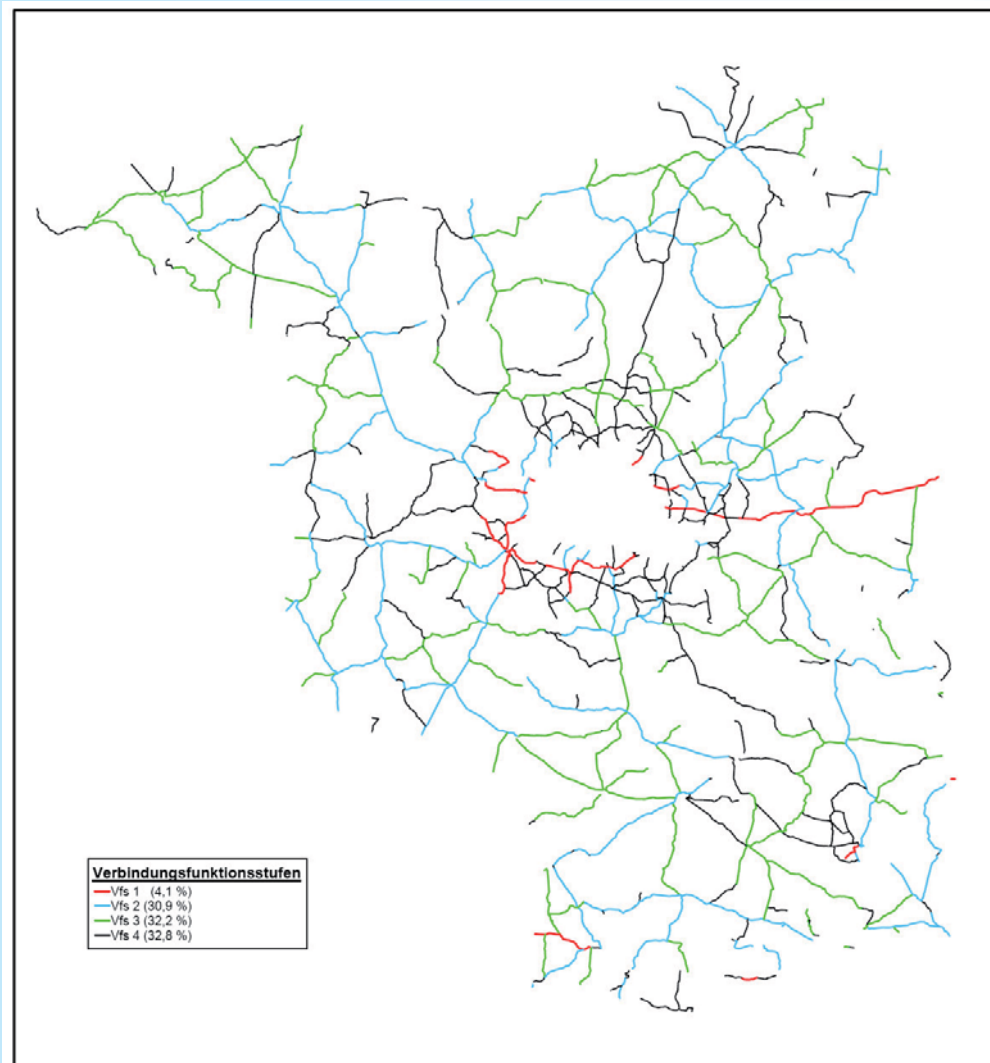 Verbindungsfunktionsstufen
Vfs 1 (4,1 %)
Vfs 2 (30,9 %)
Vfs 3 (32,2 %)
Vfs 4 (32,8 %)